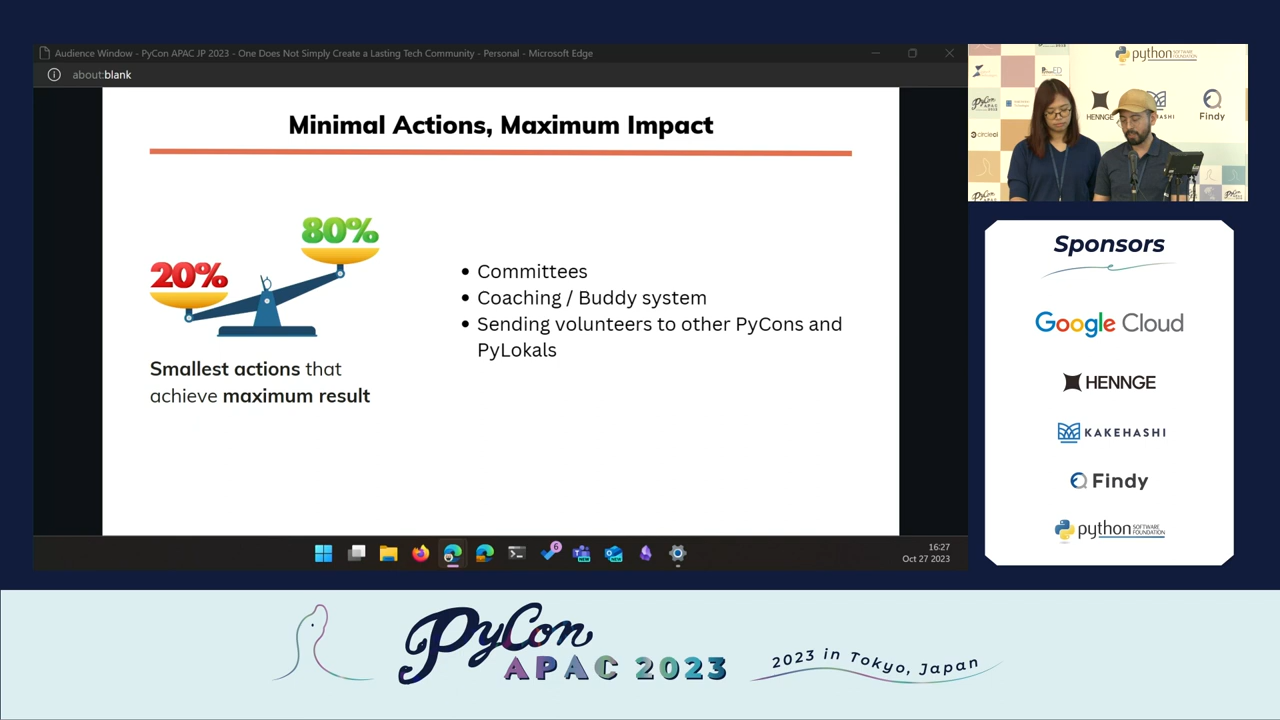 Audience Window - PyCon APAC JP 2023 - One Does Not Simply Create a Lasting Tech Community - Personal - Microsoft Edge
about:blank
Minimal Actions, Maximum Impact
80%
20%
Smallest actions that
achieve maximum result
• Committees
• Coaching / Buddy system
• Sending volunteers to other PyCons and
PyLokals
6
16:27
Oct 27 2023
python
SOFTWARE
FOUNDATION
HENNGE
Findy
circleci
Sponsors
Google Cloud
HENNGE
KAKEHASHI
Findy
python
SOFTWARE
FOUNDATION
PyCon
APAC 2023
2023 in Tokyo, Japan